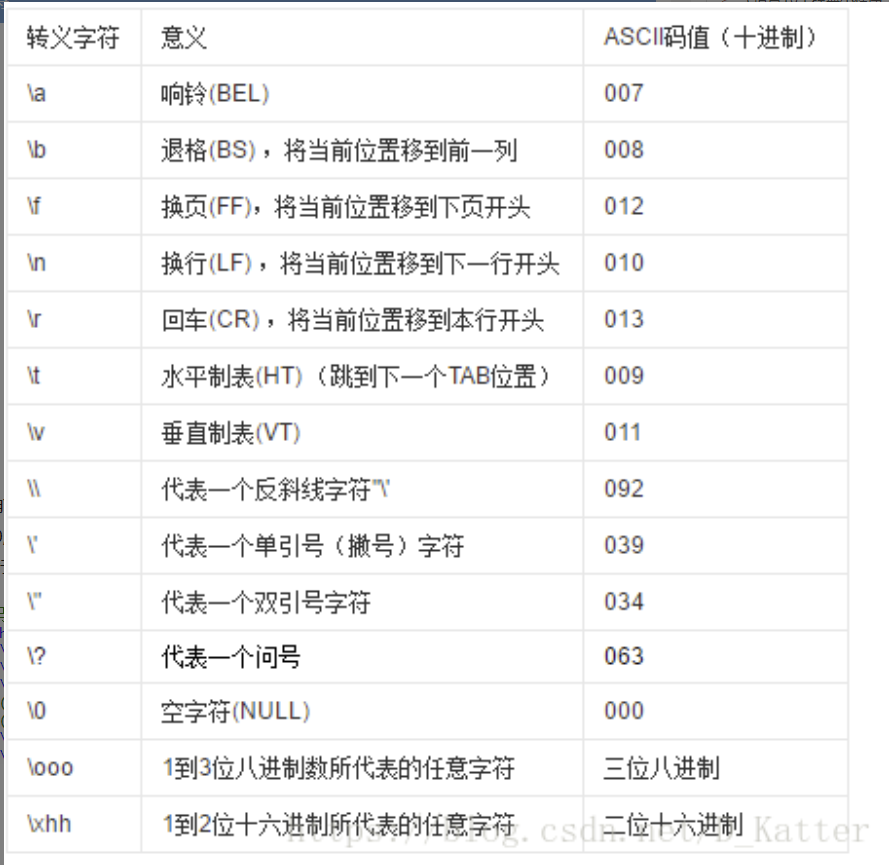 转义字符 意义 ASCII码值（十进制）
\a 响铃(BEL) 007
\b 退格(BS) ，将当前位置移到前一列 008
\f 换页(FF)，将当前位置移到下页开头 012
\n 换行(LF) ，将当前位置移到下一行开头 010
\r 回车(CR) ，将当前位置移到本行开头 013
\t 水平制表(HT) （跳到下一个TAB位置） 009
\v 垂直制表(VT) 011
\\ 代表一个反斜线字符''\' 092
\' 代表一个单引号（撇号）字符 039
\" 代表一个双引号字符 034
\? 代表一个问号 063
\0 空字符(NULL) 000
\ooo 1到3位八进制数所代表的任意字符 三位八进制
\xhh 1到2位十六进制所代表的任意字符 二位十六进制
https://blog.csdn.net/D_Katter